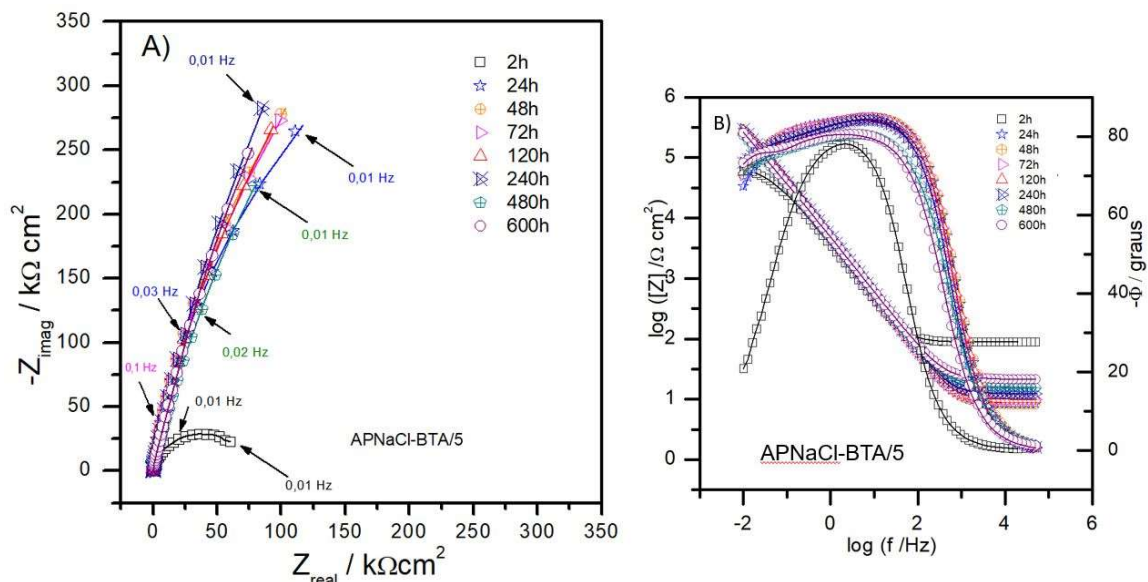 A)
350
300
250
200
150
100
50
0
-Z_imag / kΩ cm²
0,01 Hz
0,01 Hz
0,01 Hz
0,03 Hz
0,02 Hz
0,1 Hz
0,01 Hz
0,01 Hz
2h
24h
48h
72h
120h
240h
480h
600h
APNaCl-BTA/5
0 50 100 150 200 250 300 350
Z_real / kΩcm²
B)
6
5
4
3
2
1
0
log ([Z] /Ω cm²)
2h
24h
48h
72h
120h
240h
480h
600h
80
60
40
20
0
-Φ / graus
APNaCl-BTA/5
-2 0 2 4 6
log (f /Hz)